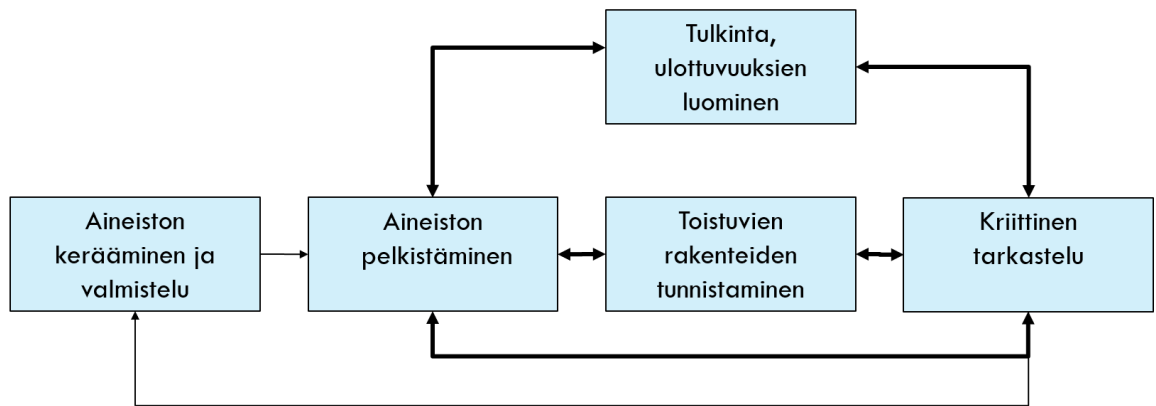 Tulkinta,
ulottuvuuksien
luominen
Aineiston
kerääminen ja
valmistelu
Aineiston
pelkistäminen
Toistuvien
rakenteiden
tunnistaminen
Kriittinen
tarkastelu